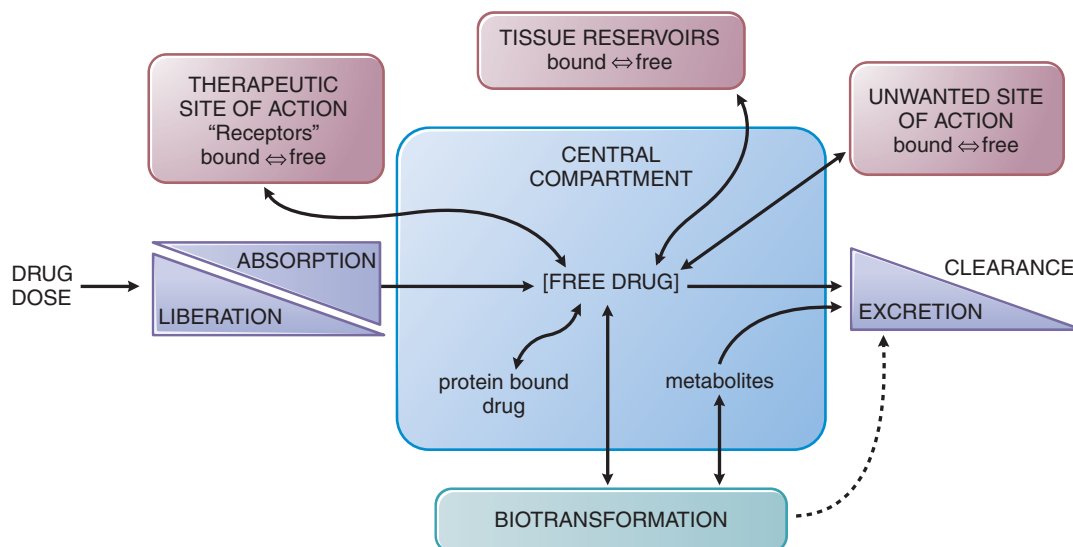 TISSUE RESERVOIRS
bound ⇔ free
THERAPEUTIC
SITE OF ACTION
“Receptors”
bound ⇔ free
UNWANTED SITE
OF ACTION
bound ⇔ free
CENTRAL
COMPARTMENT
DRUG
DOSE
ABSORPTION
LIBERATION
[FREE DRUG]
CLEARANCE
EXCRETION
protein bound
drug
metabolites
BIOTRANSFORMATION